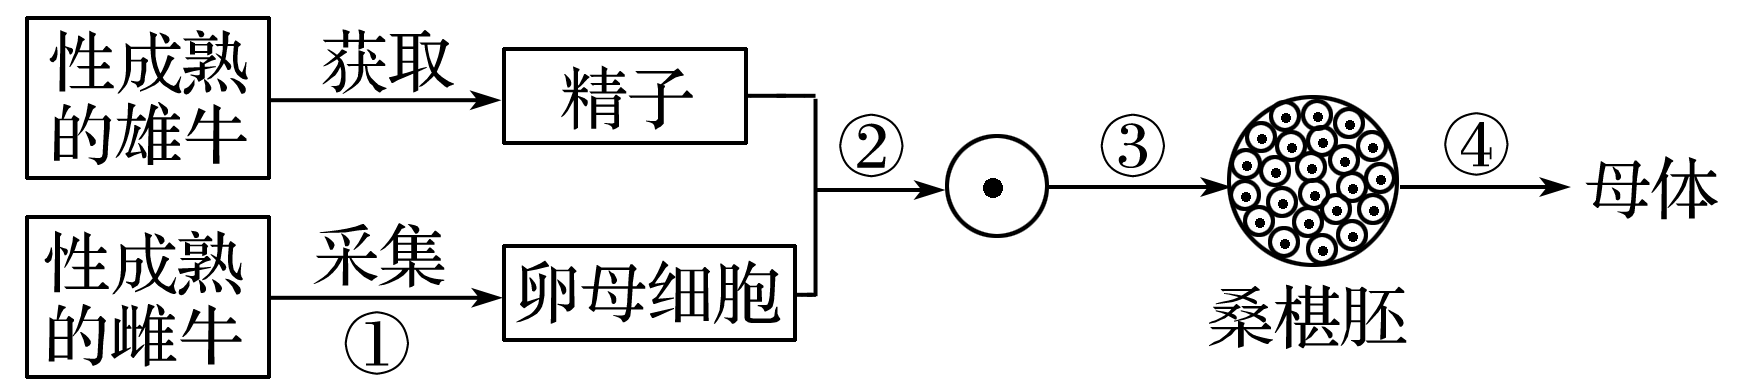 性成熟
的雄牛
获取
精子
性成熟
的雌牛
采集
①
卵母细胞
②
③
桑椹胚
④
母体